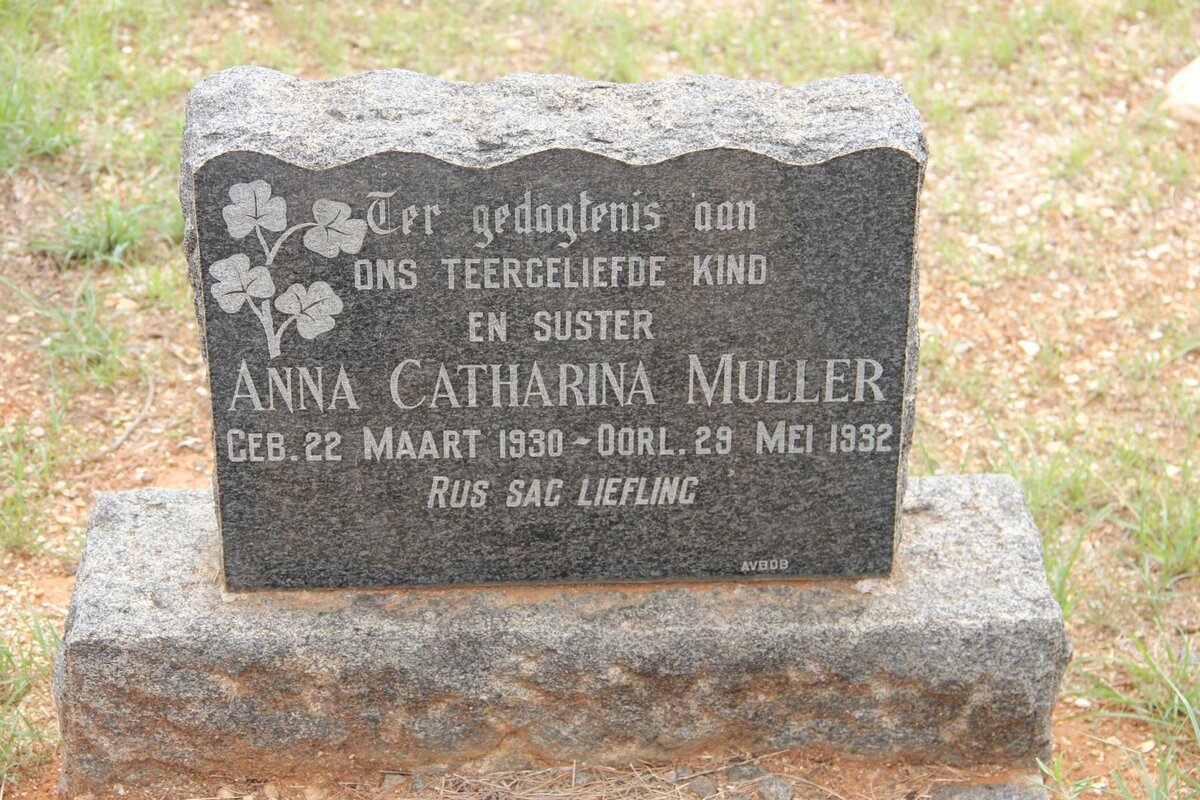 Ter gedagtenis aan
ONS TEERGELIEFDE KIND
EN SUSTER
ANNA CATHARINA MULLER
GEB. 22 MAART 1930 - OORL. 29 MEI 1932
RUS SAG LIEFLING
AVBOB